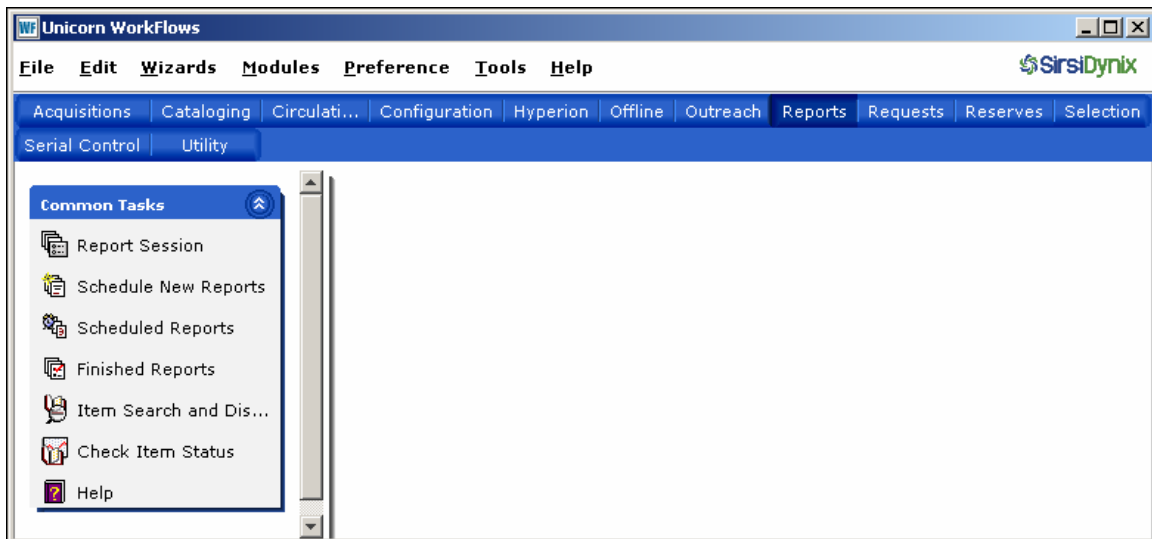 WF Unicorn WorkFlows
File Edit Wizards Modules Preference Tools Help
SirsiDynix
Acquisitions Cataloging Circulati... Configuration Hyperion Offline Outreach Reports Requests Reserves Selection
Serial Control Utility
Common Tasks
Report Session
Schedule New Reports
Scheduled Reports
Finished Reports
Item Search and Dis...
Check Item Status
? Help